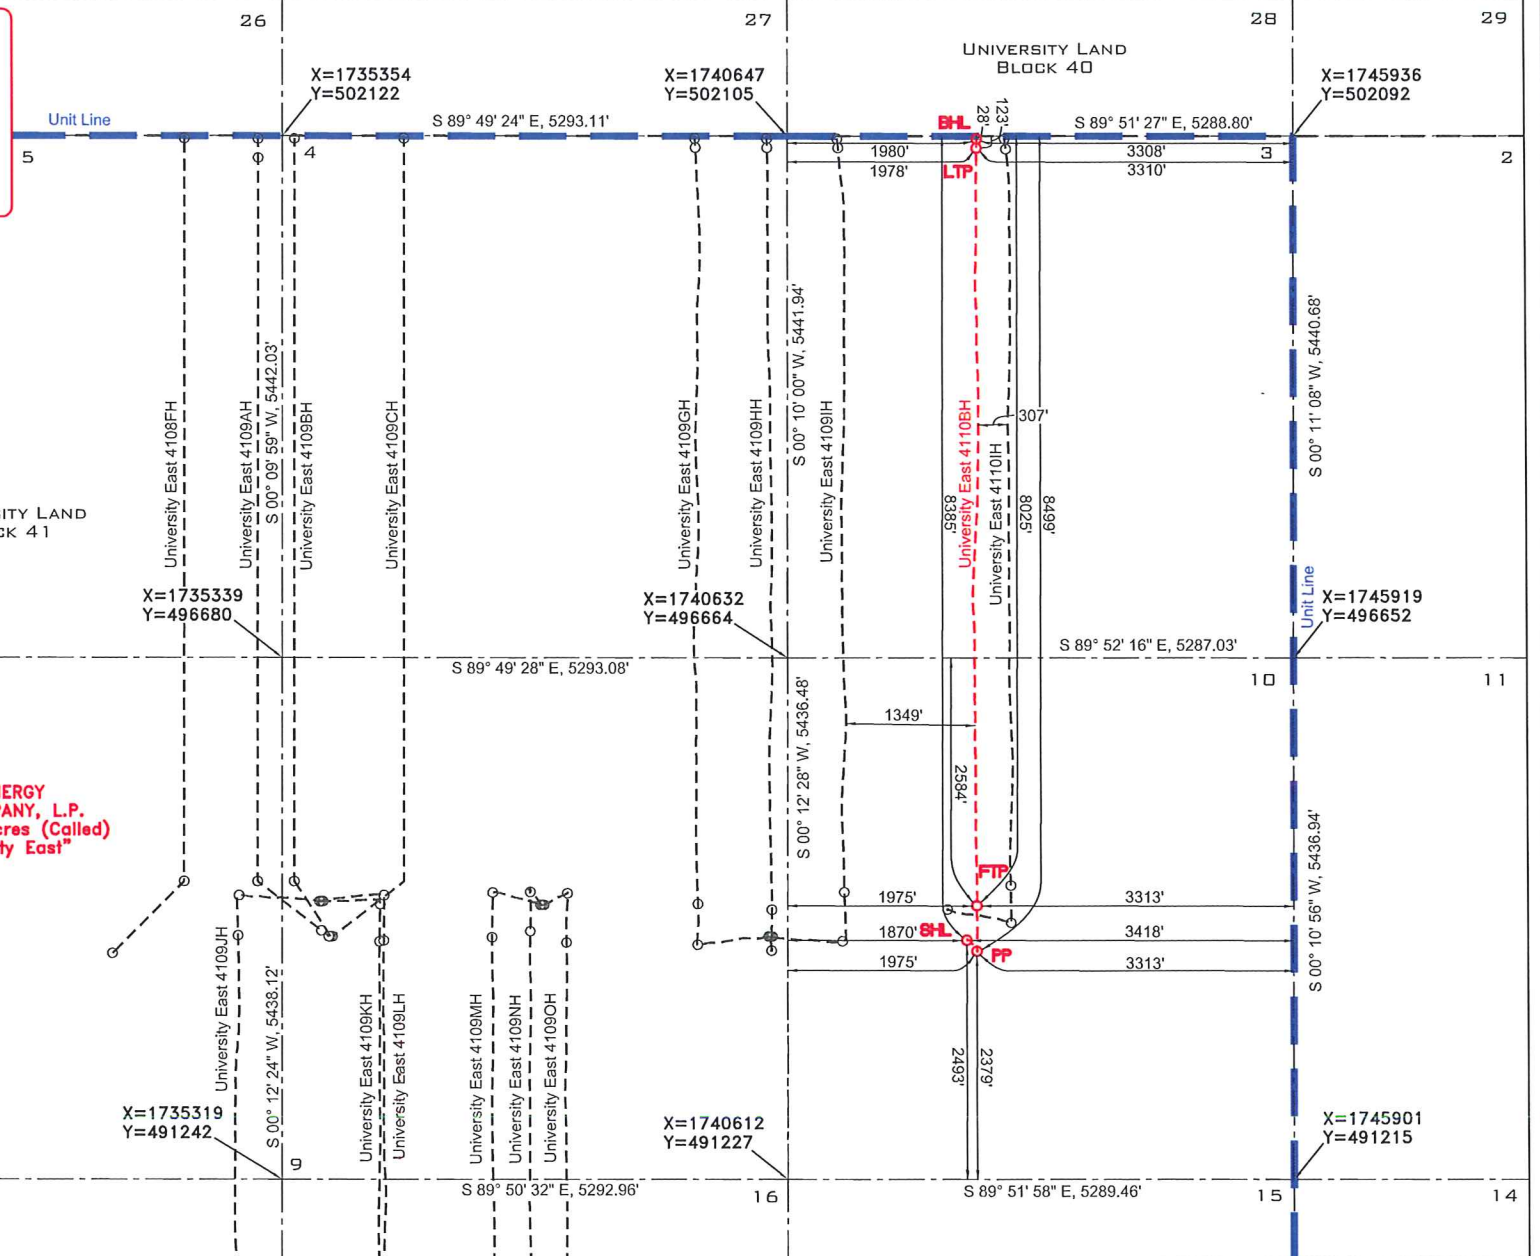 26
27
28
29
UNIVERSITY LAND
BLOCK 40
X=1735354
Y=502122
X=1740647
Y=502105
X=1745936
Y=502092
Unit Line
S 89° 49' 24" E, 5293.11'
BHL
28'
123'
S 89° 51' 27" E, 5288.80'
5
4
1980'
3308'
3
2
1978'
LTP
3310'
University East 4108FH
University East 4109AH
S 00° 09' 59" W, 5442.03'
University East 4109BH
University East 4109CH
University East 4109GH
University East 4109HH
S 00° 10' 00" W, 5441.94'
University East 4109IH
8385'
University East 4110BH
University East 4110IH
307'
8025'
8499'
S 00° 11' 08" W, 5440.68'
ITY LAND
CK 41
X=1735339
Y=496680
X=1740632
Y=496664
Unit Line
X=1745919
Y=496652
S 89° 49' 28" E, 5293.08'
S 89° 52' 16" E, 5287.03'
10
11
1349'
S 00° 12' 28" W, 5436.48'
2584'
ERGY
PANY, L.P.
cres (Called)
ty East"
FTP
1975'
3313'
1870'
SHL
3418'
PP
1975'
3313'
S 00° 10' 56" W, 5436.94'
University East 4109JH
S 00° 12' 24" W, 5438.12'
University East 4109KH
University East 4109LH
University East 4109MH
University East 4109NH
University East 4109OH
2493'
2379'
X=1735319
Y=491242
X=1740612
Y=491227
X=1745901
Y=491215
9
S 89° 50' 32" E, 5292.96'
16
S 89° 51' 58" E, 5289.46'
15
14